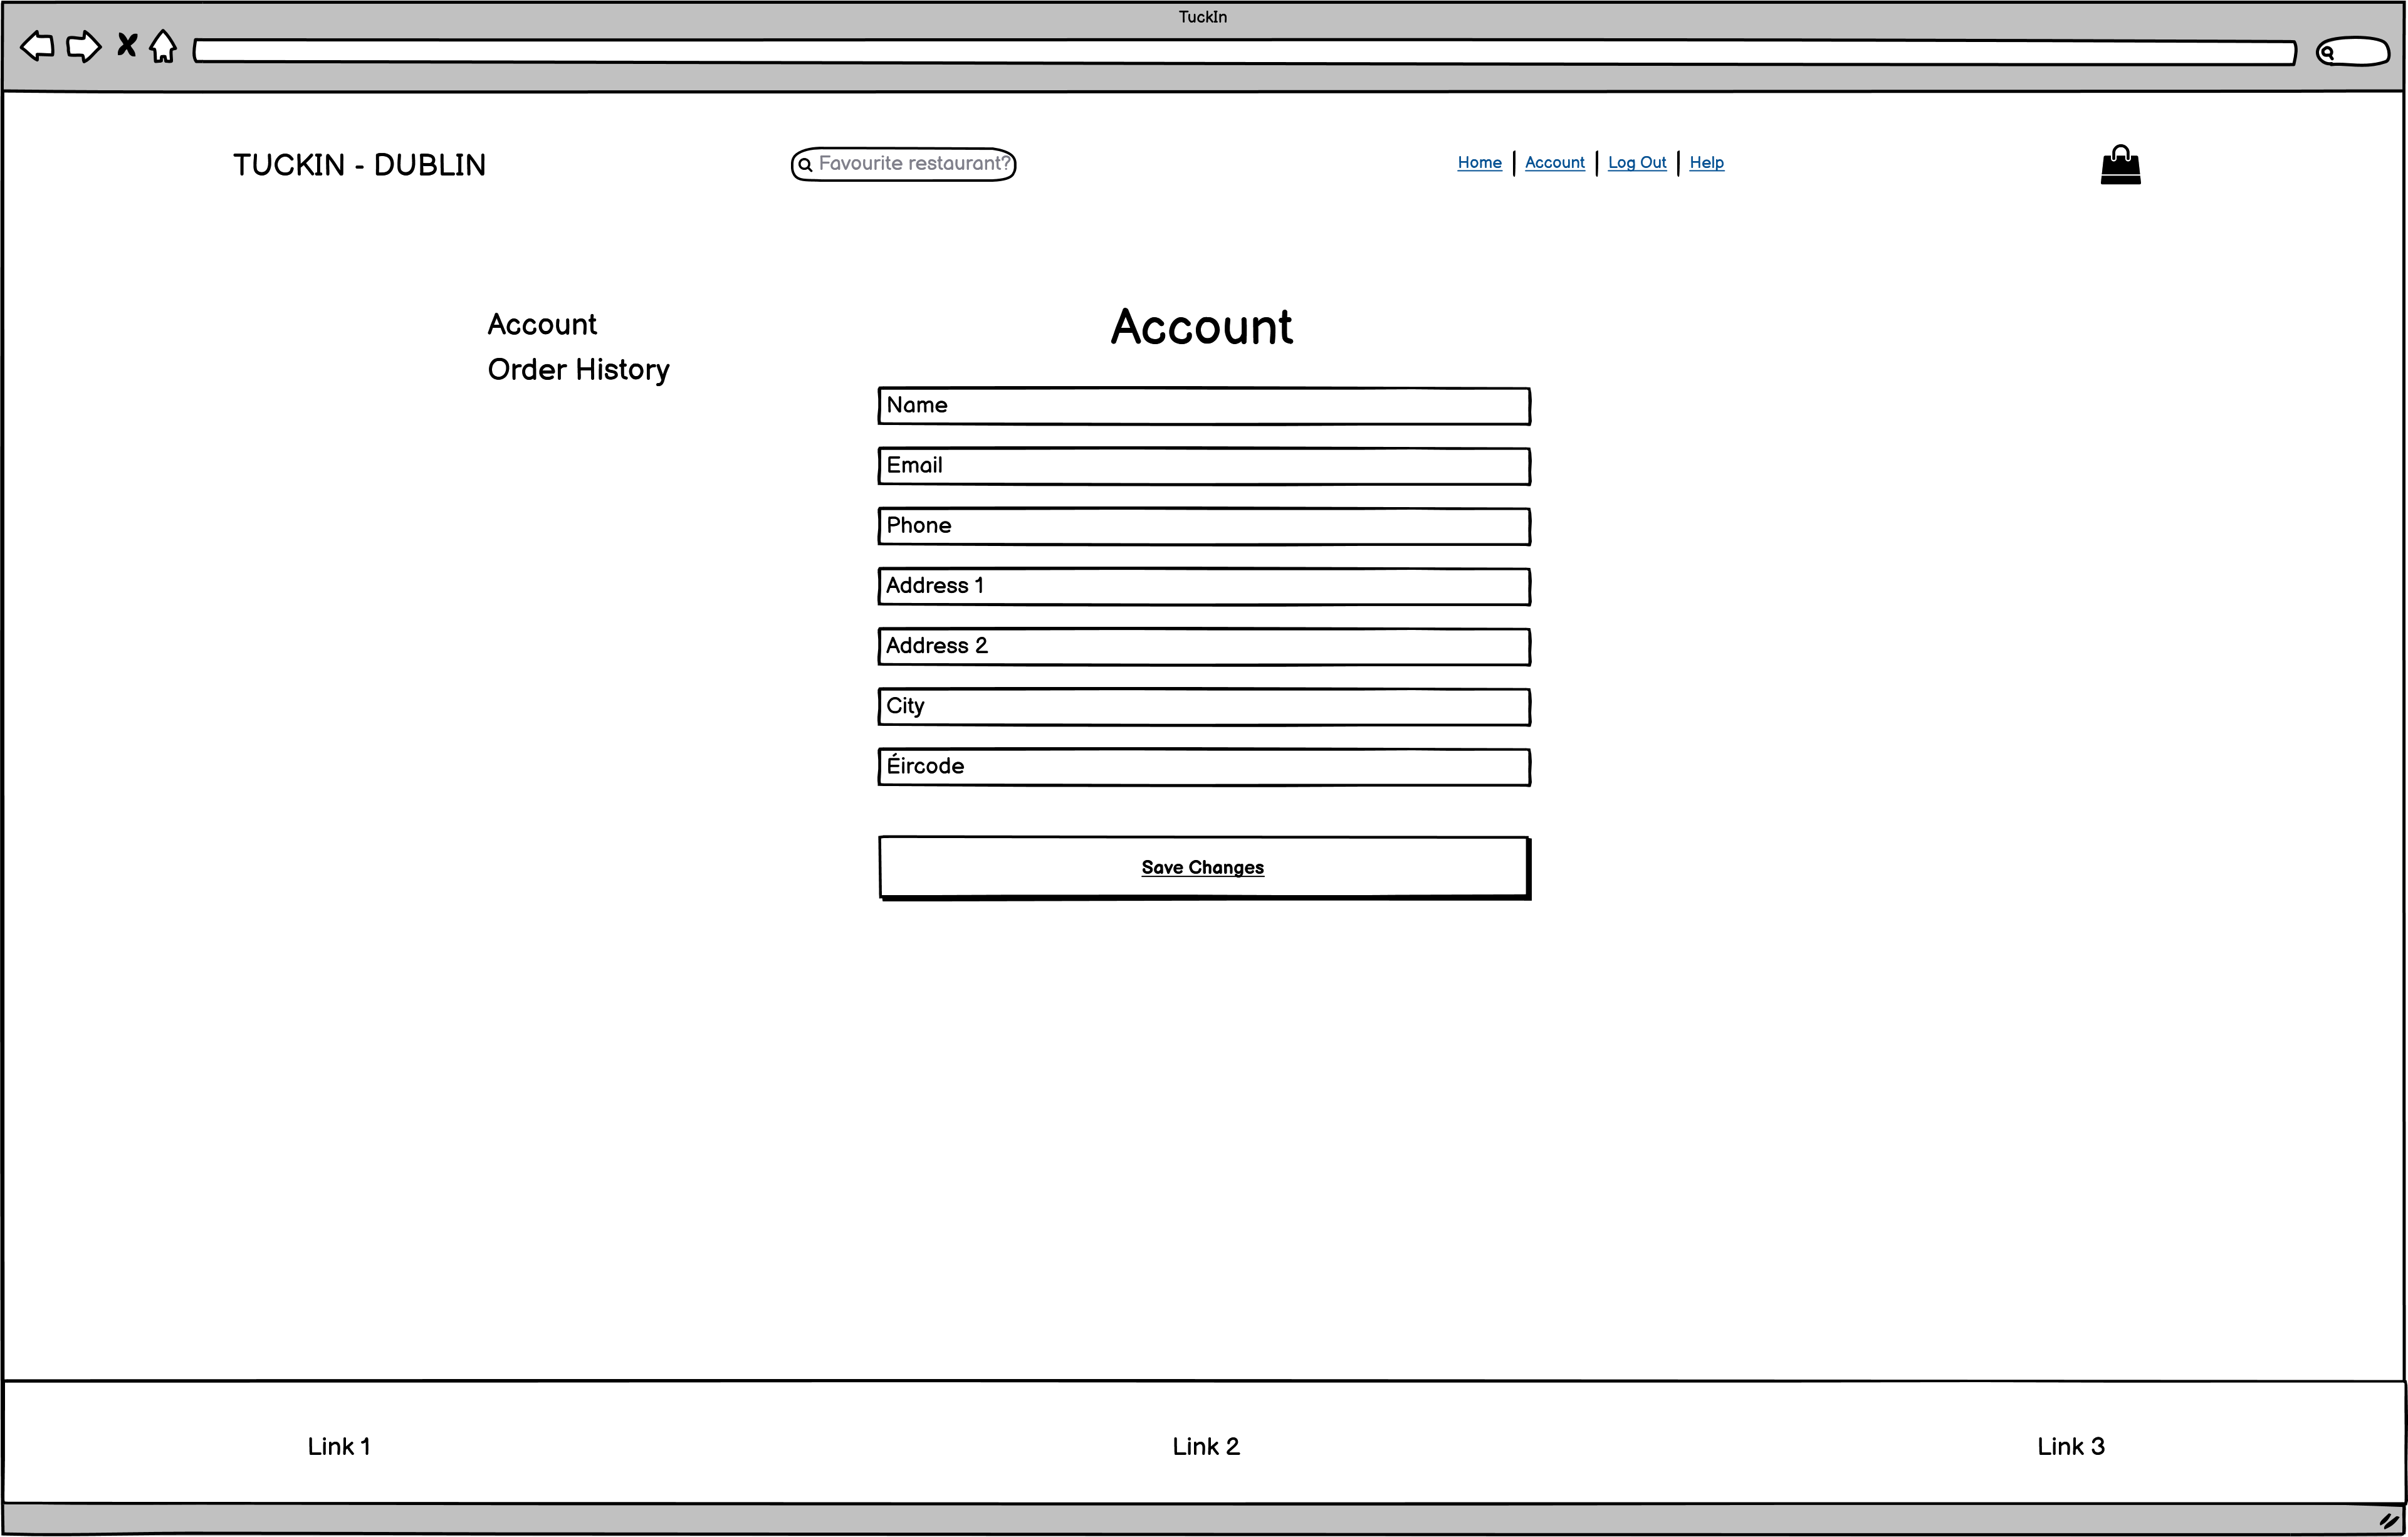 TuckIn
TUCKIN - DUBLIN
Favourite restaurant?
Home | Account | Log Out | Help
Account
Order History
Account
Name
Email
Phone
Address 1
Address 2
City
Éircode
Save Changes
Link 1
Link 2
Link 3